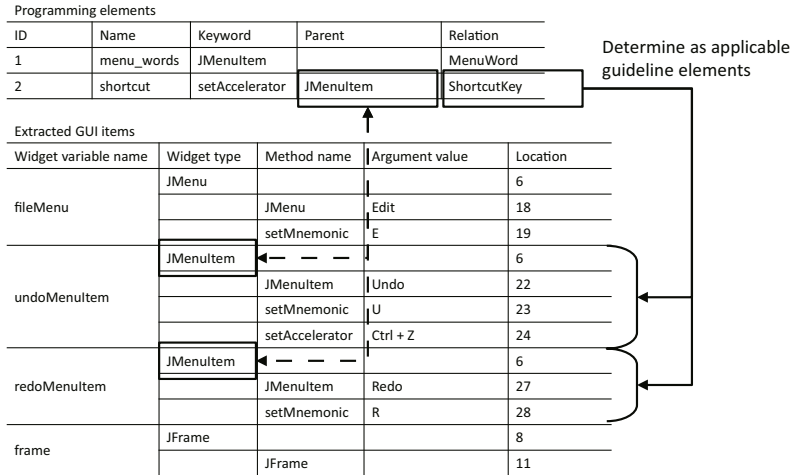 Programming elements
ID Name Keyword Parent Relation
1 menu_words JMenuItem MenuWord
2 shortcut setAccelerator JMenuItem ShortcutKey
Determine as applicable
guideline elements
Extracted GUI items
Widget variable name Widget type Method name Argument value Location
fileMenu JMenu 6
JMenu Edit 18
setMnemonic E 19
undoMenuItem JMenuItem 6
JMenuItem Undo 22
setMnemonic U 23
setAccelerator Ctrl + Z 24
redoMenuItem JMenuItem 6
JMenuItem Redo 27
setMnemonic R 28
frame JFrame 8
JFrame 11